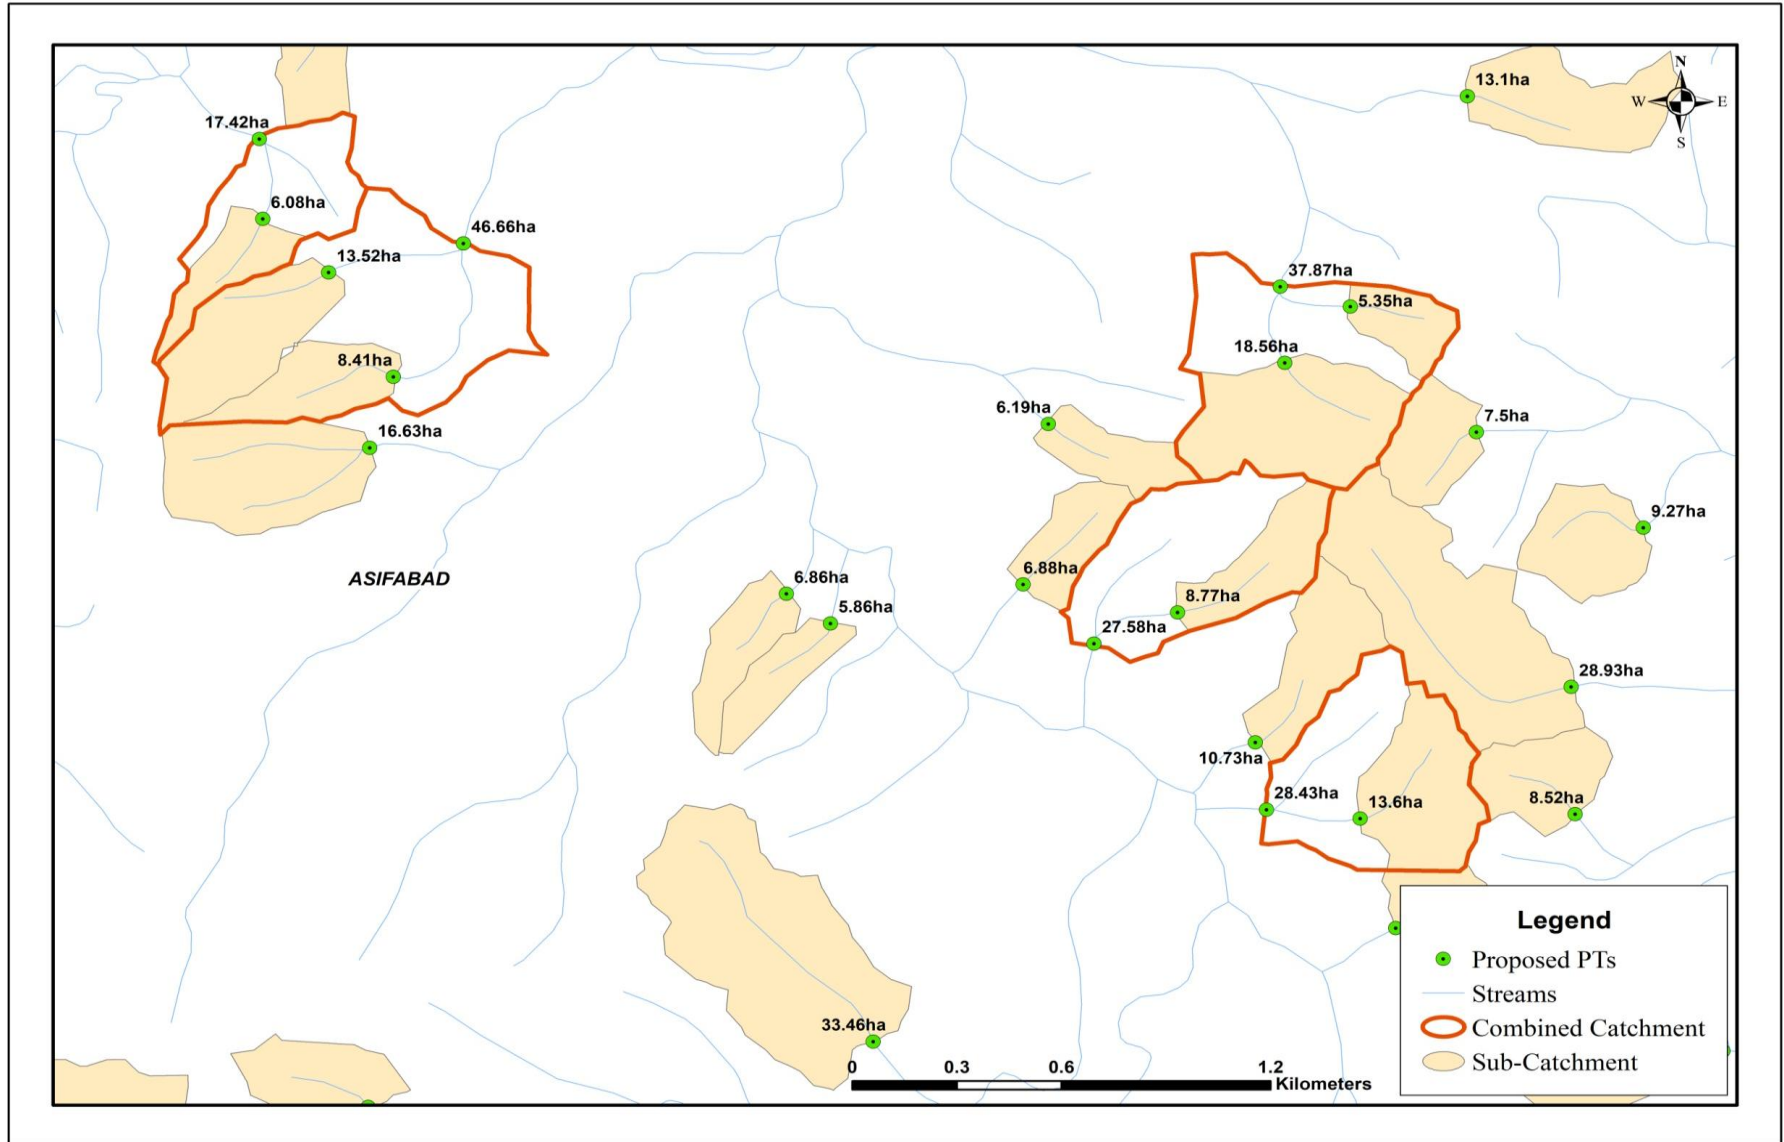 13.1ha
N
W
E
S
17.42ha
6.08ha
46.66ha
13.52ha
37.87ha
5.35ha
18.56ha
8.41ha
6.19ha
7.5ha
16.63ha
9.27ha
ASIFABAD
6.86ha
6.88ha
5.86ha
8.77ha
27.58ha
28.93ha
10.73ha
28.43ha
13.6ha
8.52ha
33.46ha
0 0.3 0.6 1.2
Kilometers
Legend
Proposed PTs
Streams
Combined Catchment
Sub-Catchment